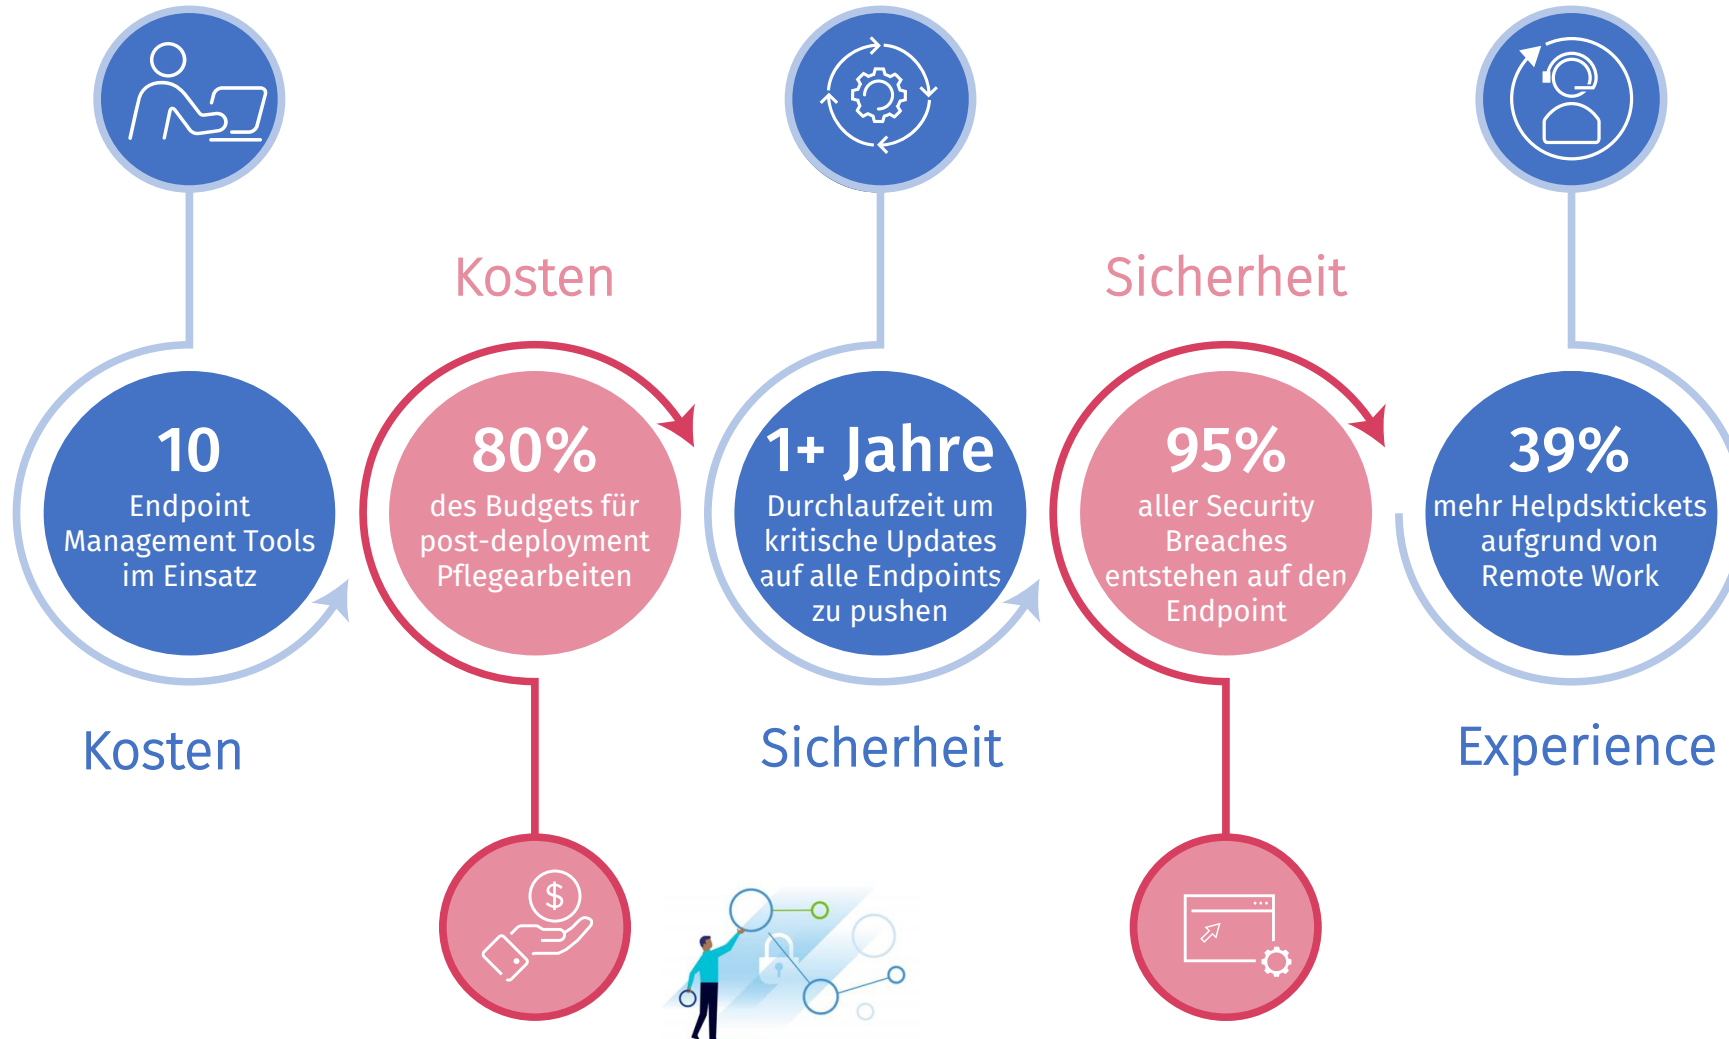 10
Endpoint
Management Tools
im Einsatz
Kosten
Kosten
80%
des Budgets für
post-deployment
Pflegearbeiten
$
1+ Jahre
Durchlaufzeit um
kritische Updates
auf alle Endpoints
zu pushen
Sicherheit
Sicherheit
95%
aller Security
Breaches
entstehen auf den
Endpoint
39%
mehr Helpdsktickets
aufgrund von
Remote Work
Experience